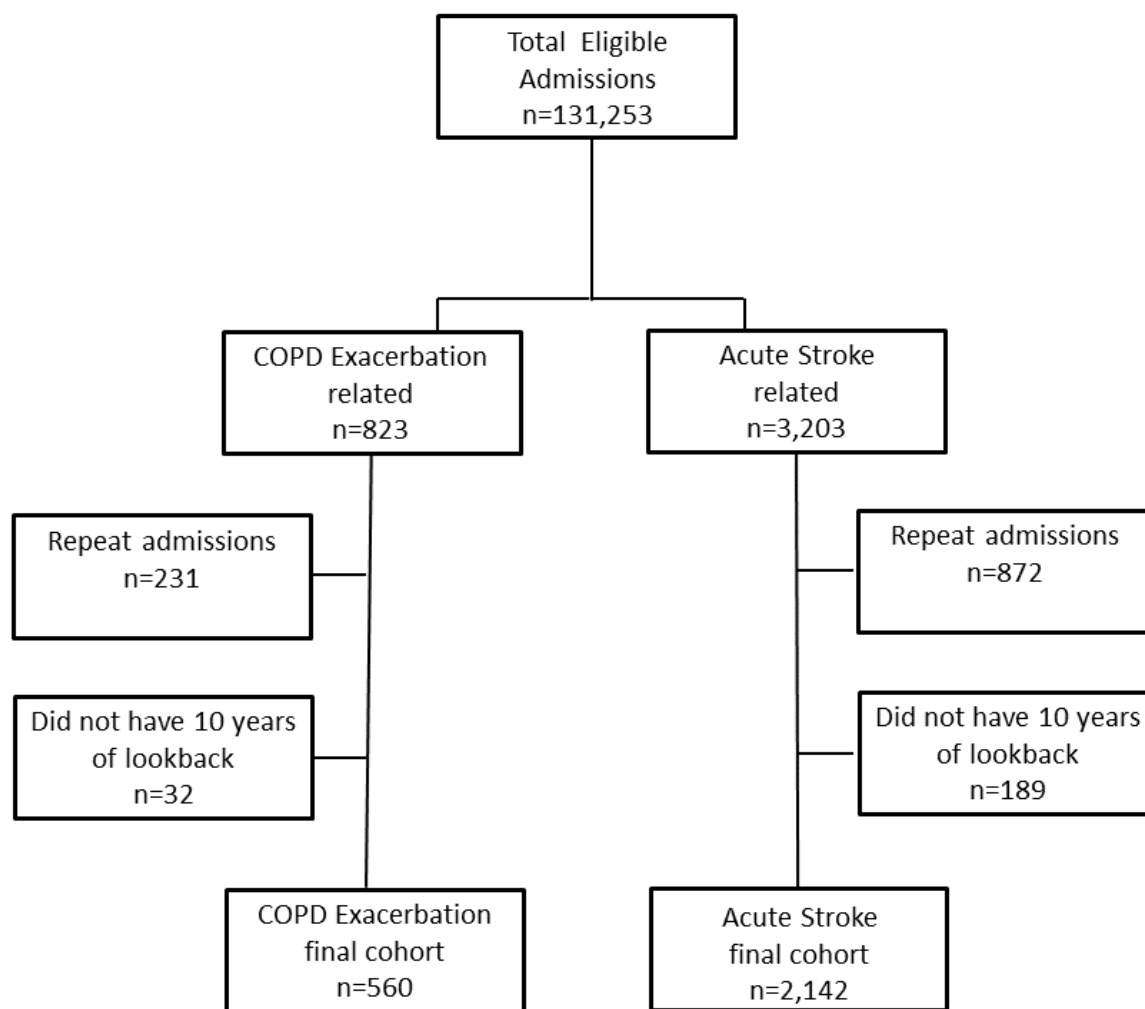 Total Eligible
Admissions
n=131,253
COPD Exacerbation
related
n=823
Acute Stroke
related
n=3,203
Repeat admissions
n=231
Repeat admissions
n=872
Did not have 10 years
of lookback
n=32
Did not have 10 years
of lookback
n=189
COPD Exacerbation
final cohort
n=560
Acute Stroke
final cohort
n=2,142